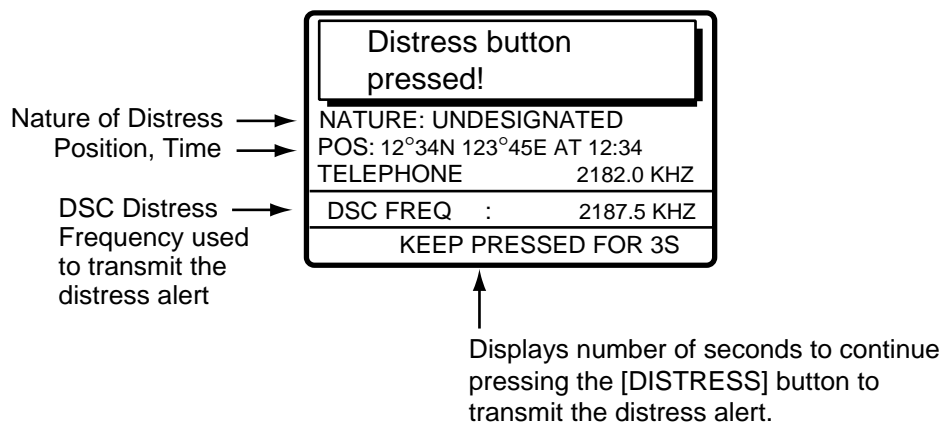 Distress button
pressed!
Nature of Distress
NATURE: UNDESIGNATED
Position, Time
POS: 12°34N 123°45E AT 12:34
TELEPHONE 2182.0 KHZ
DSC Distress
Frequency used
to transmit the
distress alert
DSC FREQ : 2187.5 KHZ
KEEP PRESSED FOR 3S
Displays number of seconds to continue
pressing the [DISTRESS] button to
transmit the distress alert.